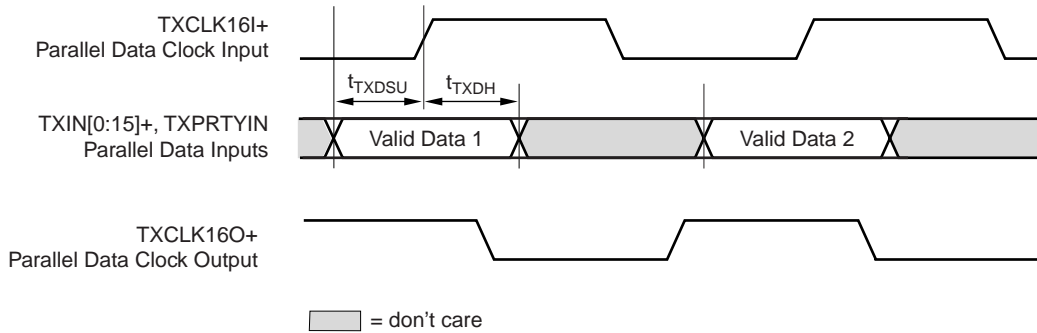 TXCLK16I+
Parallel Data Clock Input
tTXDSU
tTXDH
TXIN[0:15]+, TXPRTYIN
Parallel Data Inputs
Valid Data 1
Valid Data 2
TXCLK16O+
Parallel Data Clock Output
= don't care